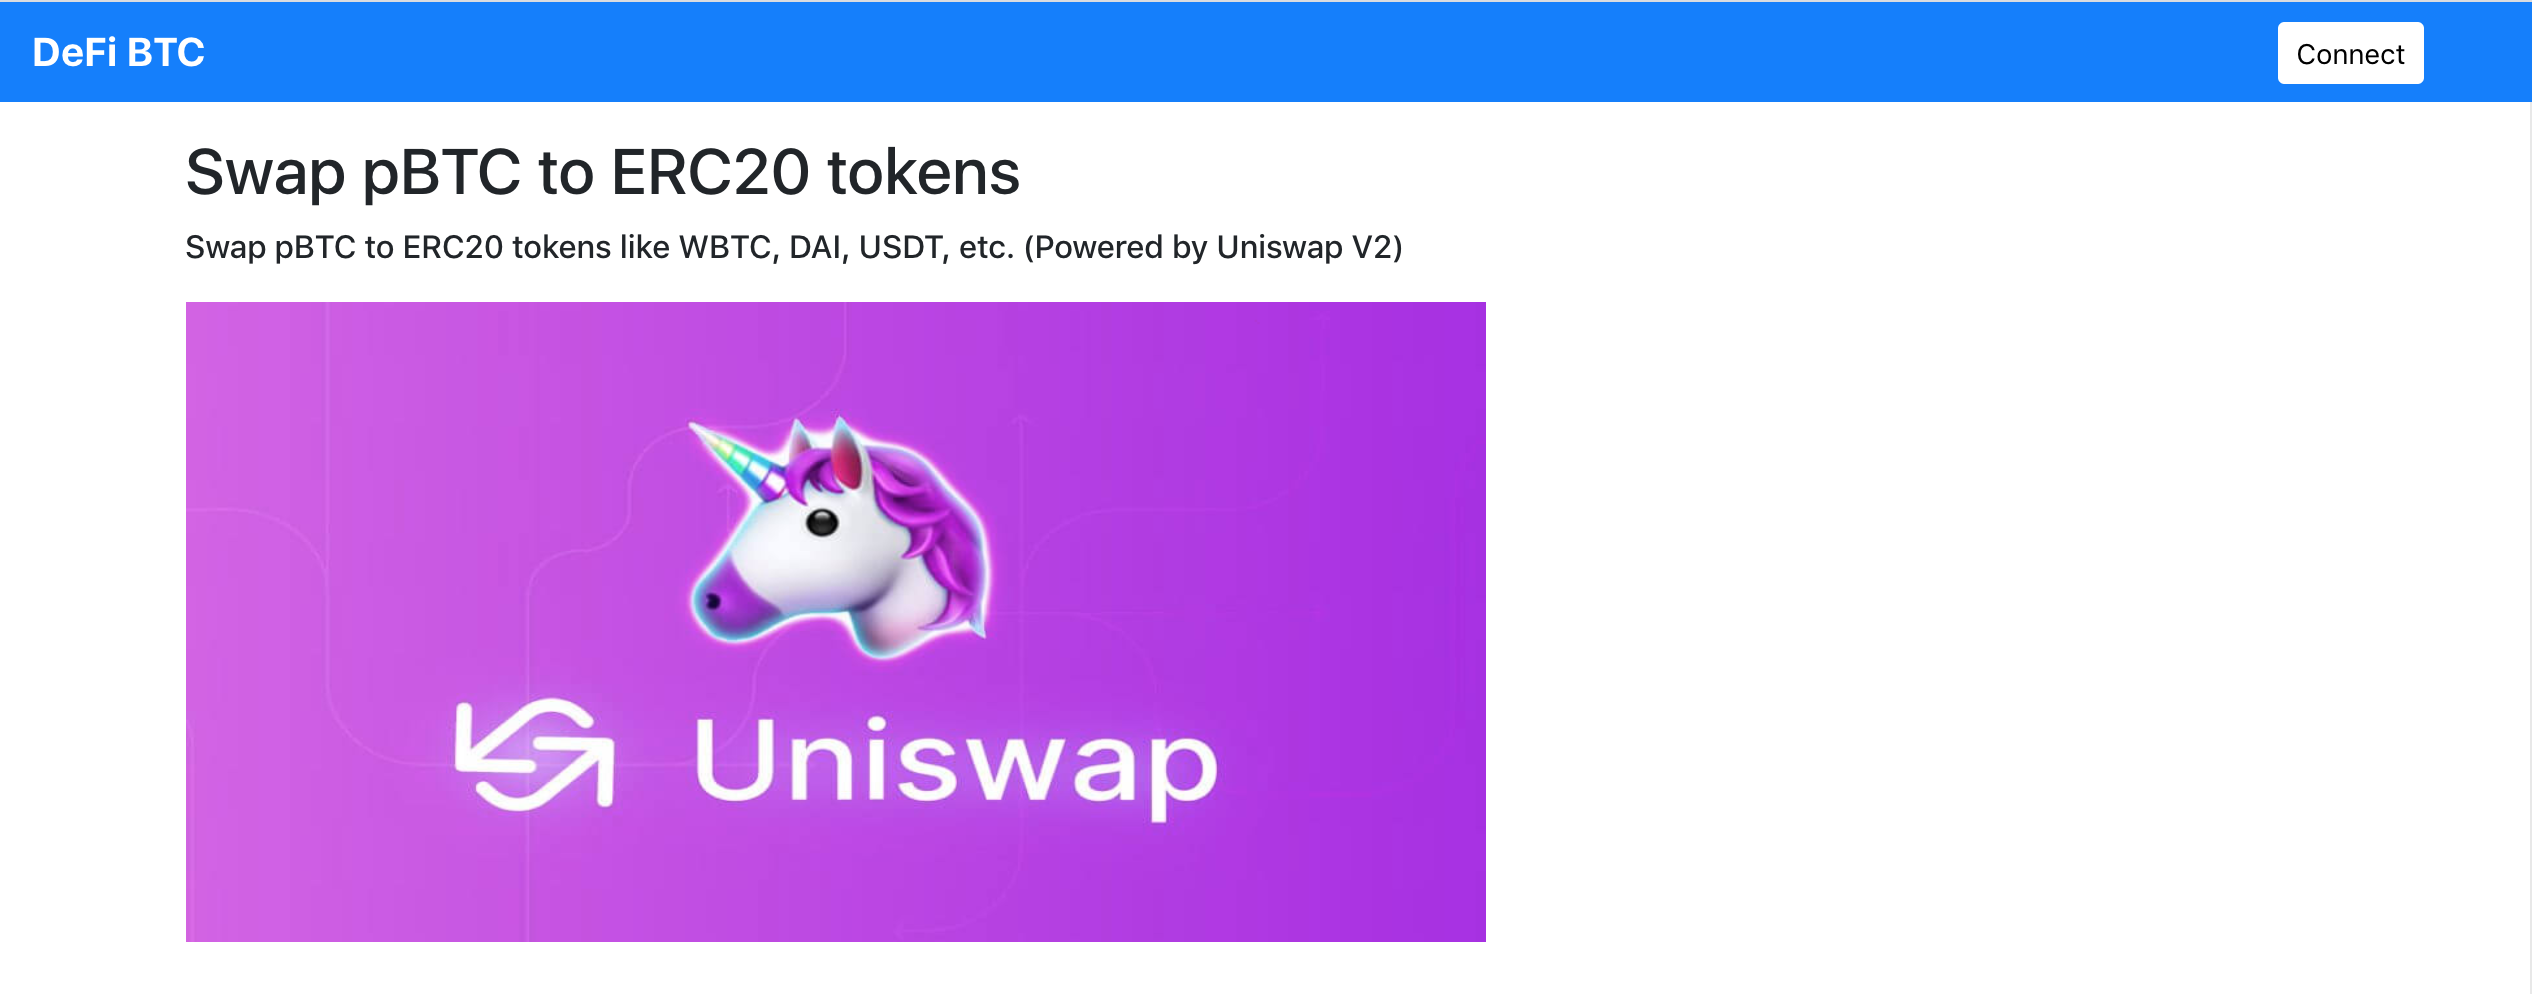 DeFi BTC
Connect
Swap pBTC to ERC20 tokens
Swap pBTC to ERC20 tokens like WBTC, DAI, USDT, etc. (Powered by Uniswap V2)
Uniswap